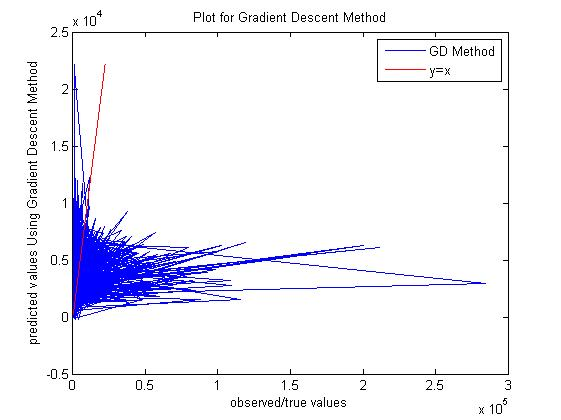 Plot for Gradient Descent Method
x 10^4
2.5
2
1.5
1
0.5
0
-0.5
predicted values Using Gradient Descent Method
GD Method
y=x
0 0.5 1 1.5 2 2.5 3
x 10^5
observed/true values